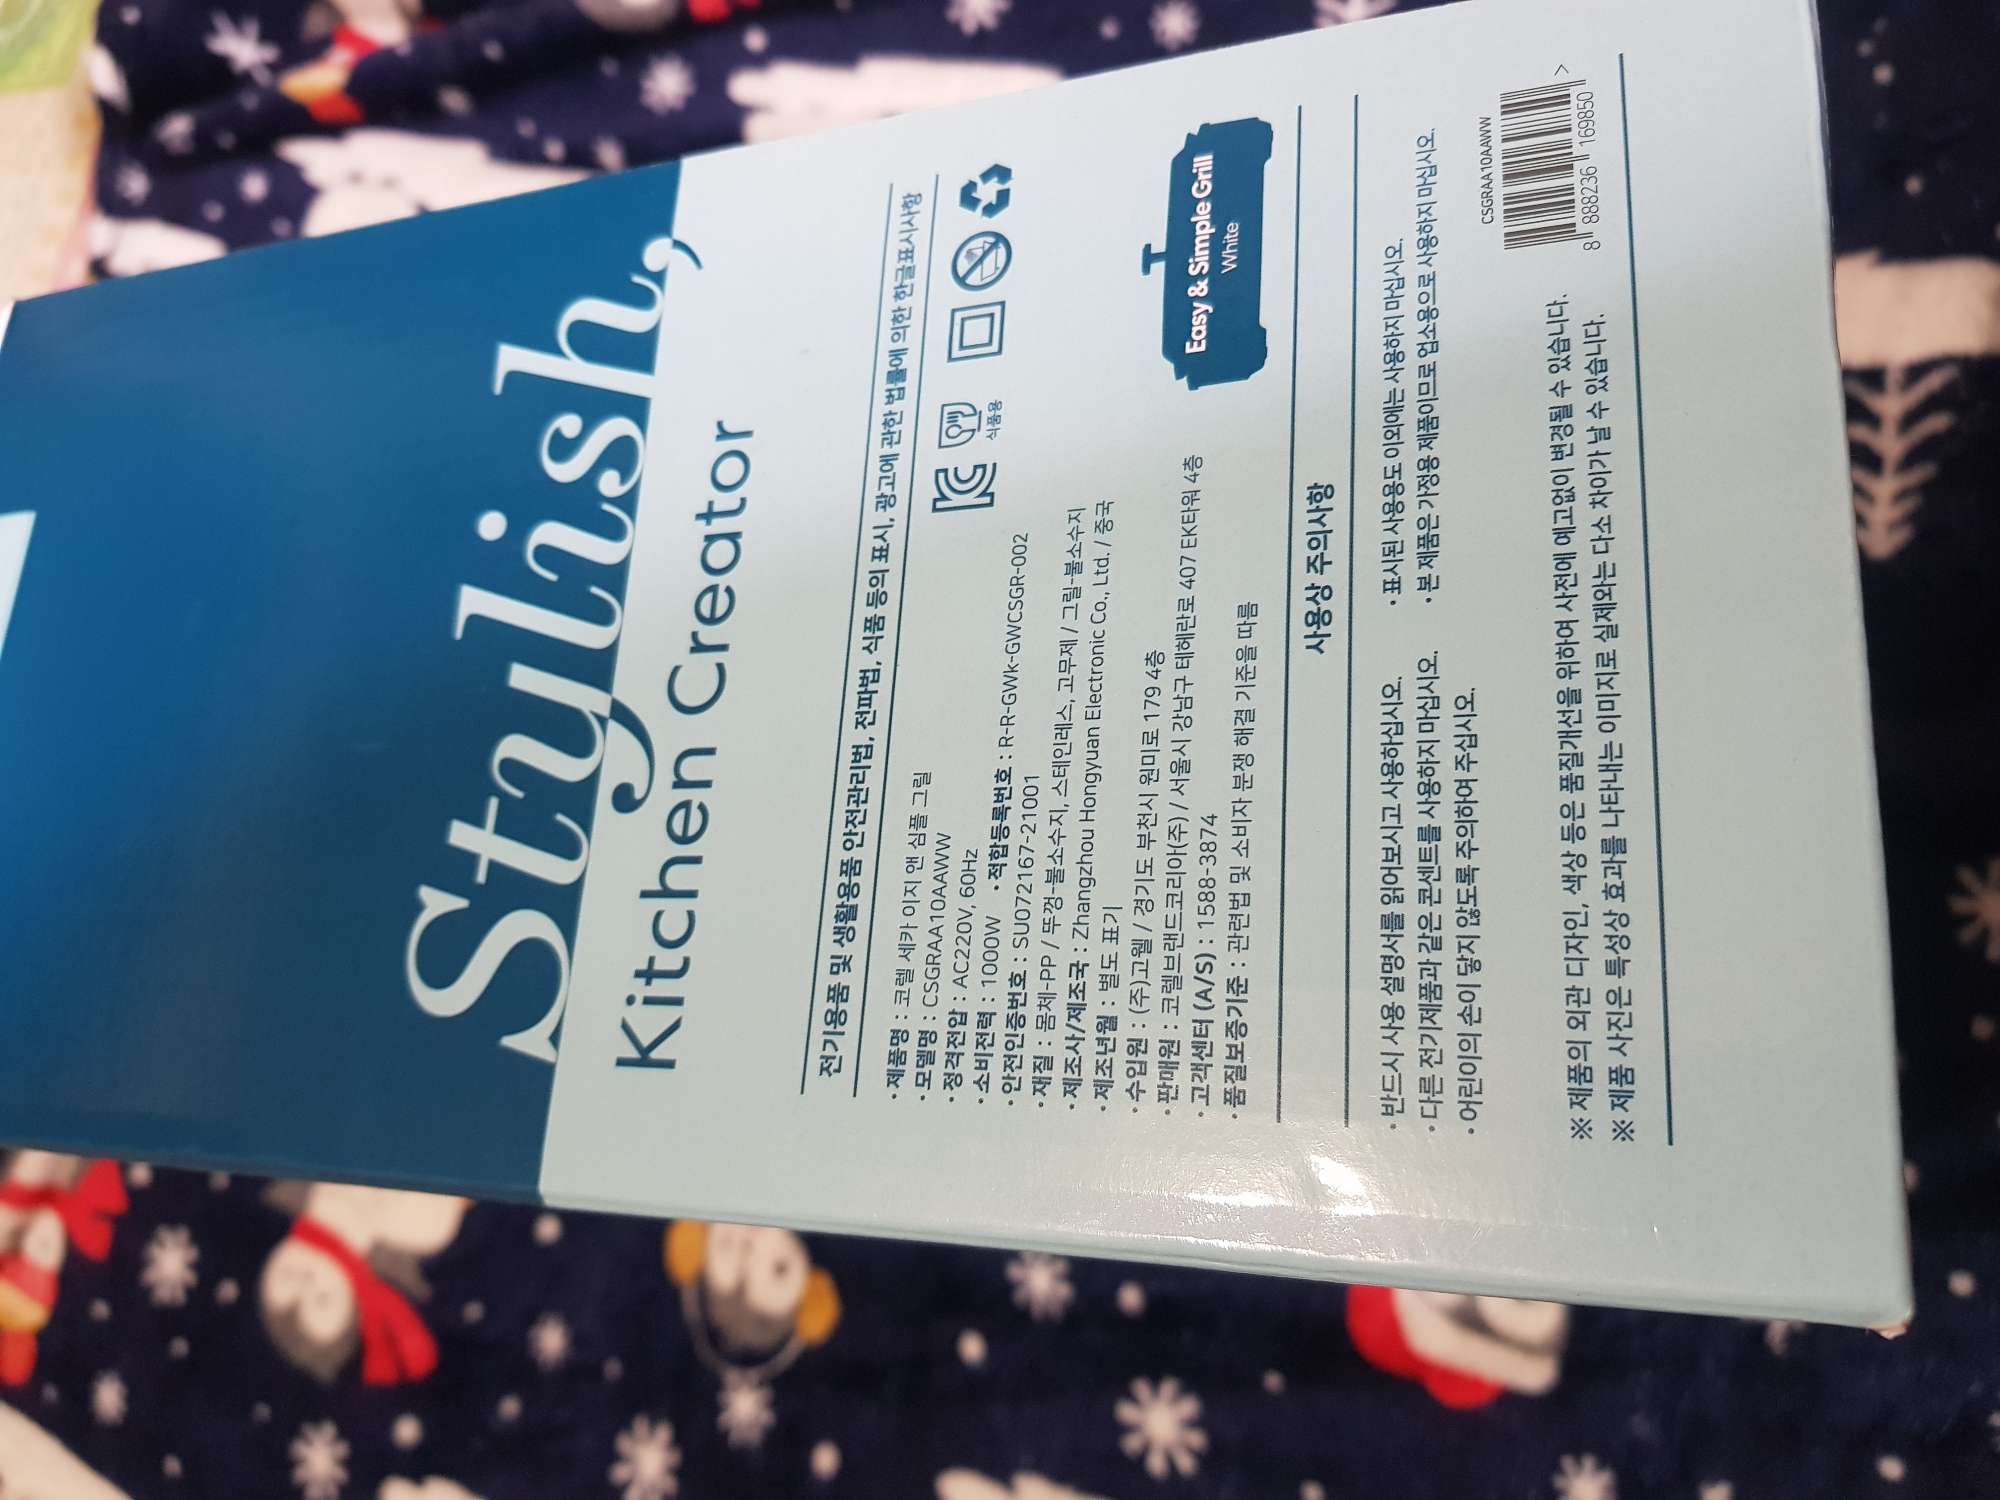 Stylish,
Kitchen Creator
전기용품 및 생활용품 안전관리법, 전파법, 식품 등의 표시, 광고에 관한 법률에 의한 한글표시사항
• 제품명 : 코렐 세카 이지 앤 심플 그릴
• 모델명 : CSGRAA10AAWW
• 정격전압 : AC220V, 60Hz
• 소비전력 : 1000W • 적합등록번호 : R-R-GWk-GWCSGR-002
• 안전인증번호 : SU072167-21001
• 재질 : 몸체-PP / 뚜껑-불소수지, 스테인레스, 고무제 / 그릴-불소수지
• 제조사/제조국 : Zhangzhou Hongyuan Electronic Co., Ltd. / 중국
• 제조년월 : 별도 표기
• 수입원 : (주)고월 / 경기도 부천시 원미로 179 4층
• 판매원 : 코렐브랜드코리아(주) / 서울시 강남구 테헤란로 407 EK타워 4층
• 고객센터 (A/S) : 1588-3874
• 품질보증기준 : 관련법 및 소비자 분쟁 해결 기준을 따름
식품용
Easy & Simple Grill
White
사용상 주의사항
• 반드시 사용 설명서를 읽어보시고 사용하십시오.
• 다른 전기제품과 같은 콘센트를 사용하지 마십시오.
• 어린이의 손이 닿지 않도록 주의하여 주십시오.
• 표시된 사용용도 이외에는 사용하지 마십시오.
• 본 제품은 가정용 제품이므로 업소용으로 사용하지 마십시오.
※ 제품의 외관 디자인, 색상 등은 품질개선을 위하여 사전에 예고없이 변경될 수 있습니다.
※ 제품 사진은 특성상 효과를 나타내는 이미지로 실제와는 다소 차이가 날 수 있습니다.
CSGRAA10AAWW
8 888236 169850 >